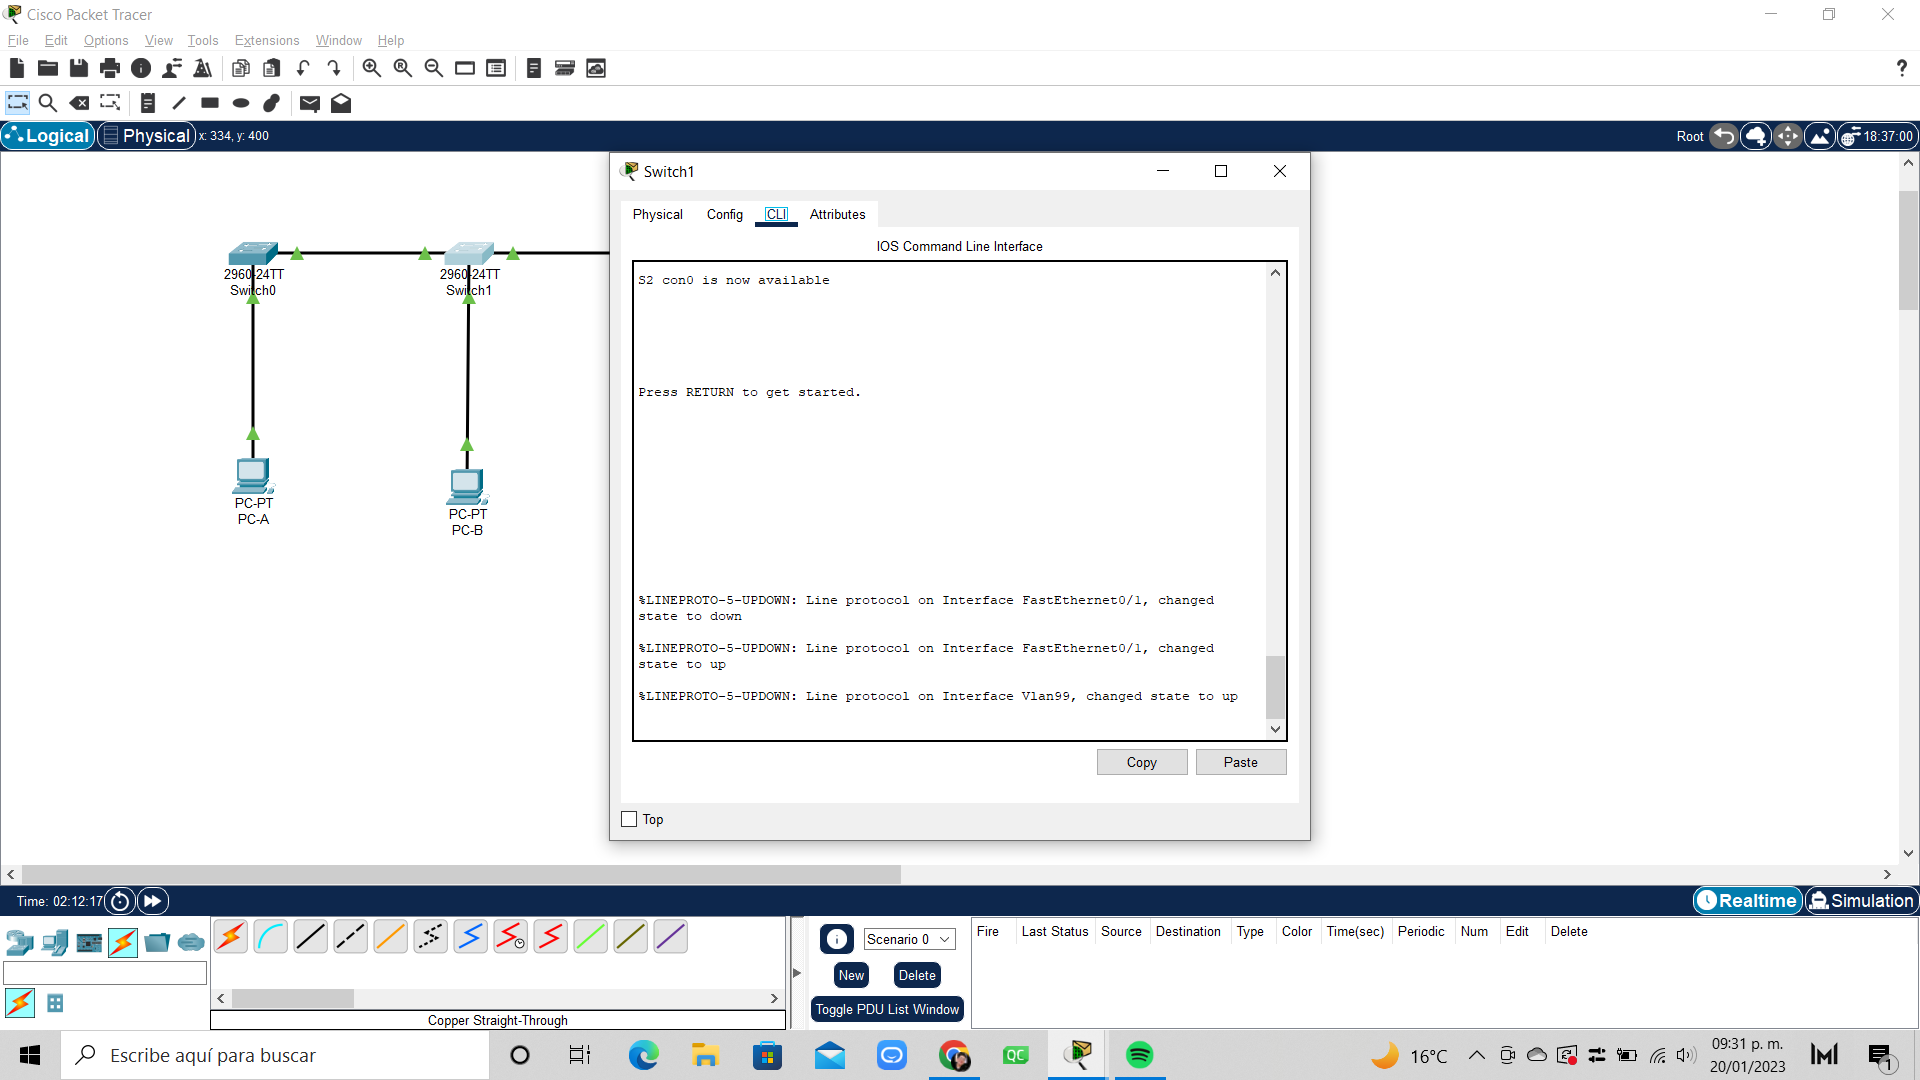 Cisco Packet Tracer
File Edit Options View Tools Extensions Window Help
?
Logical Physical x: 334, y: 400 Root 18:37:00
Switch1
Physical Config CLI Attributes
IOS Command Line Interface
S2 con0 is now available
Press RETURN to get started.
%LINEPROTO-5-UPDOWN: Line protocol on Interface FastEthernet0/1, changed
state to down
%LINEPROTO-5-UPDOWN: Line protocol on Interface FastEthernet0/1, changed
state to up
%LINEPROTO-5-UPDOWN: Line protocol on Interface Vlan99, changed state to up
Copy Paste
Top
2960-24TT
Switch0
2960-24TT
Switch1
PC-PT
PC-A
PC-PT
PC-B
Time: 02:12:17 Realtime Simulation
Scenario 0
New Delete
Toggle PDU List Window
Fire Last Status Source Destination Type Color Time(sec) Periodic Num Edit Delete
Copper Straight-Through
Escribe aquí para buscar
QC
16°C
09:31 p. m.
20/01/2023
1